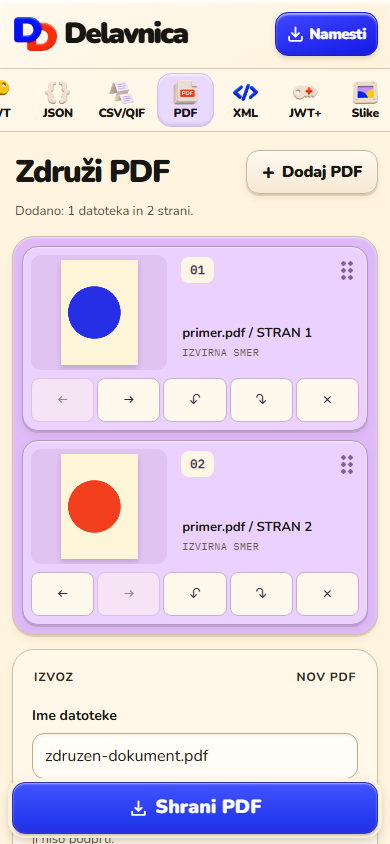 Delavnica
Namesti
JSON
CSV/QIF
PDF
XML
JWT+
Slike
Združi PDF
+ Dodaj PDF
Dodano: 1 datoteka in 2 strani.
01
primer.pdf / STRAN 1
IZVIRNA SMER
← → × 
02
primer.pdf / STRAN 2
IZVIRNA SMER
← → ×
IZVOZ
NOV PDF
Ime datoteke
zdruzen-dokument.pdf
Shrani PDF